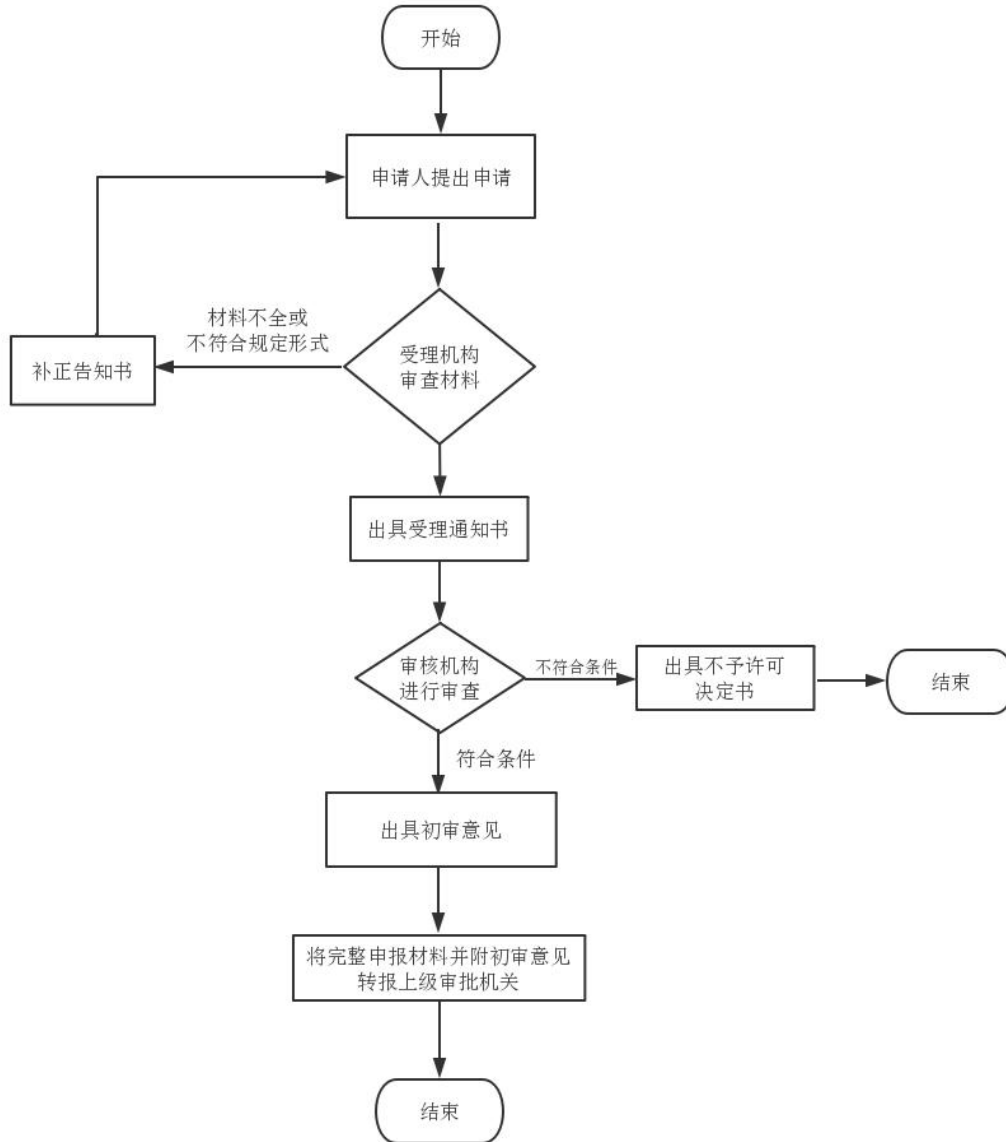 开始
申请人提出申请
材料不全或
不符合规定形式
补正告知书
受理机构
审查材料
出具受理通知书
审核机构
进行审查
不符合条件
出具不予许可
决定书
结束
符合条件
出具初审意见
将完整申报材料并附初审意见
转报上级审批机关
结束